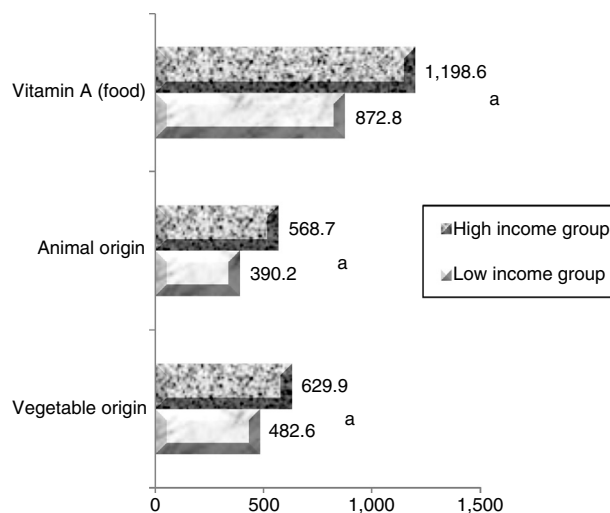 Vitamin A (food)
1,198.6
872.8
a
Animal origin
568.7
390.2
a
Vegetable origin
629.9
482.6
a
High income group
Low income group
0 500 1,000 1,500